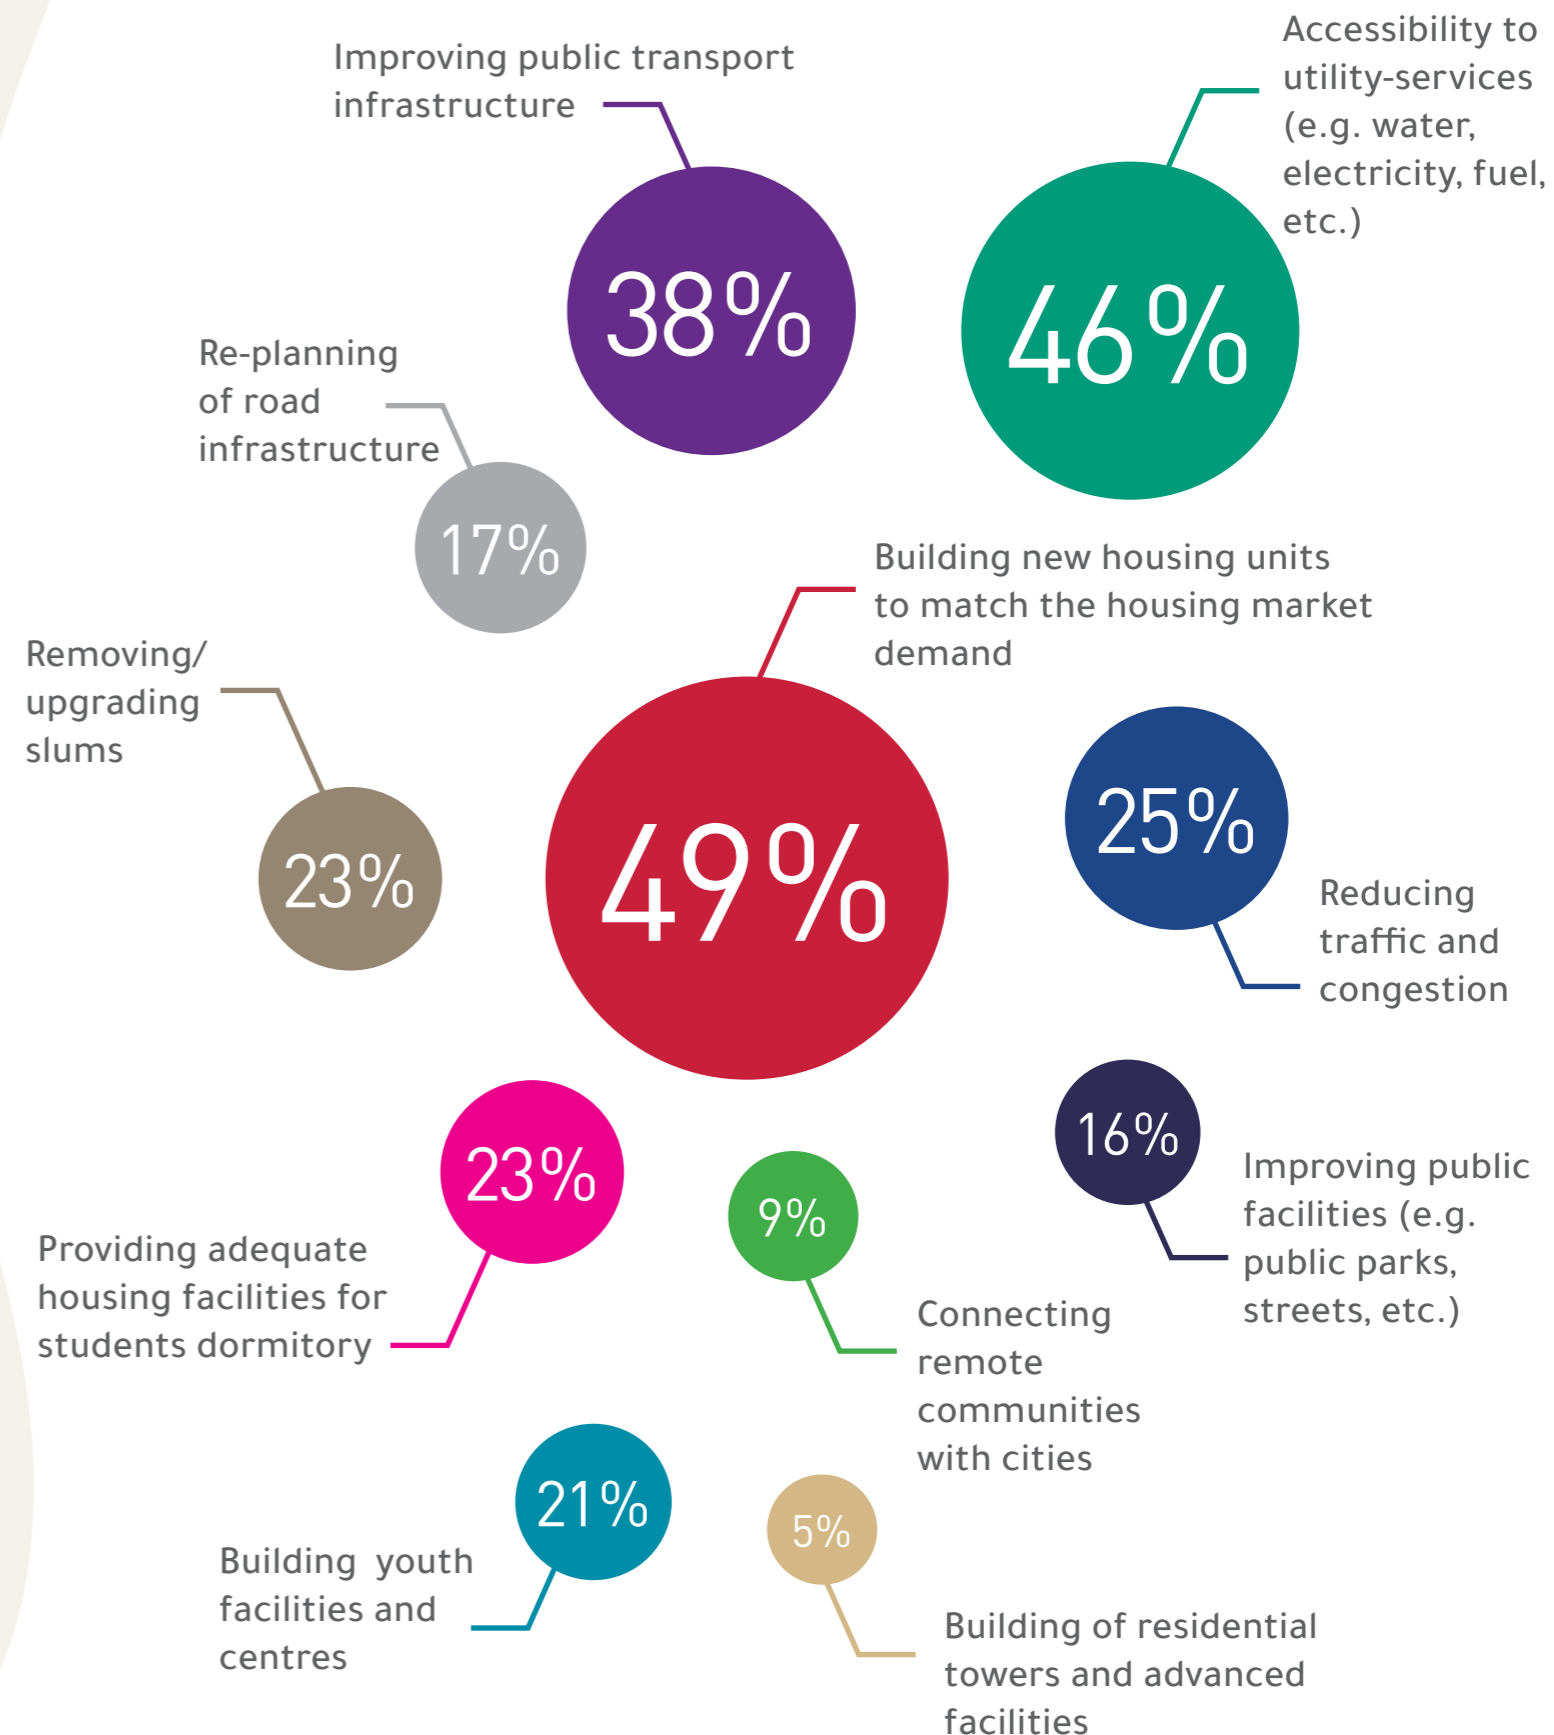 Improving public transport
infrastructure
38%
Accessibility to
utility-services
(e.g. water,
electricity, fuel,
etc.)
46%
Re-planning
of road
infrastructure
17%
Building new housing units
to match the housing market
demand
49%
Removing/
upgrading
slums
23%
25%
Reducing
traffic and
congestion
16%
Improving public
facilities (e.g.
public parks,
streets, etc.)
23%
Providing adequate
housing facilities for
students dormitory
9%
Connecting
remote
communities
with cities
21%
Building  youth
facilities and
centres
5%
Building of residential
towers and advanced
facilities